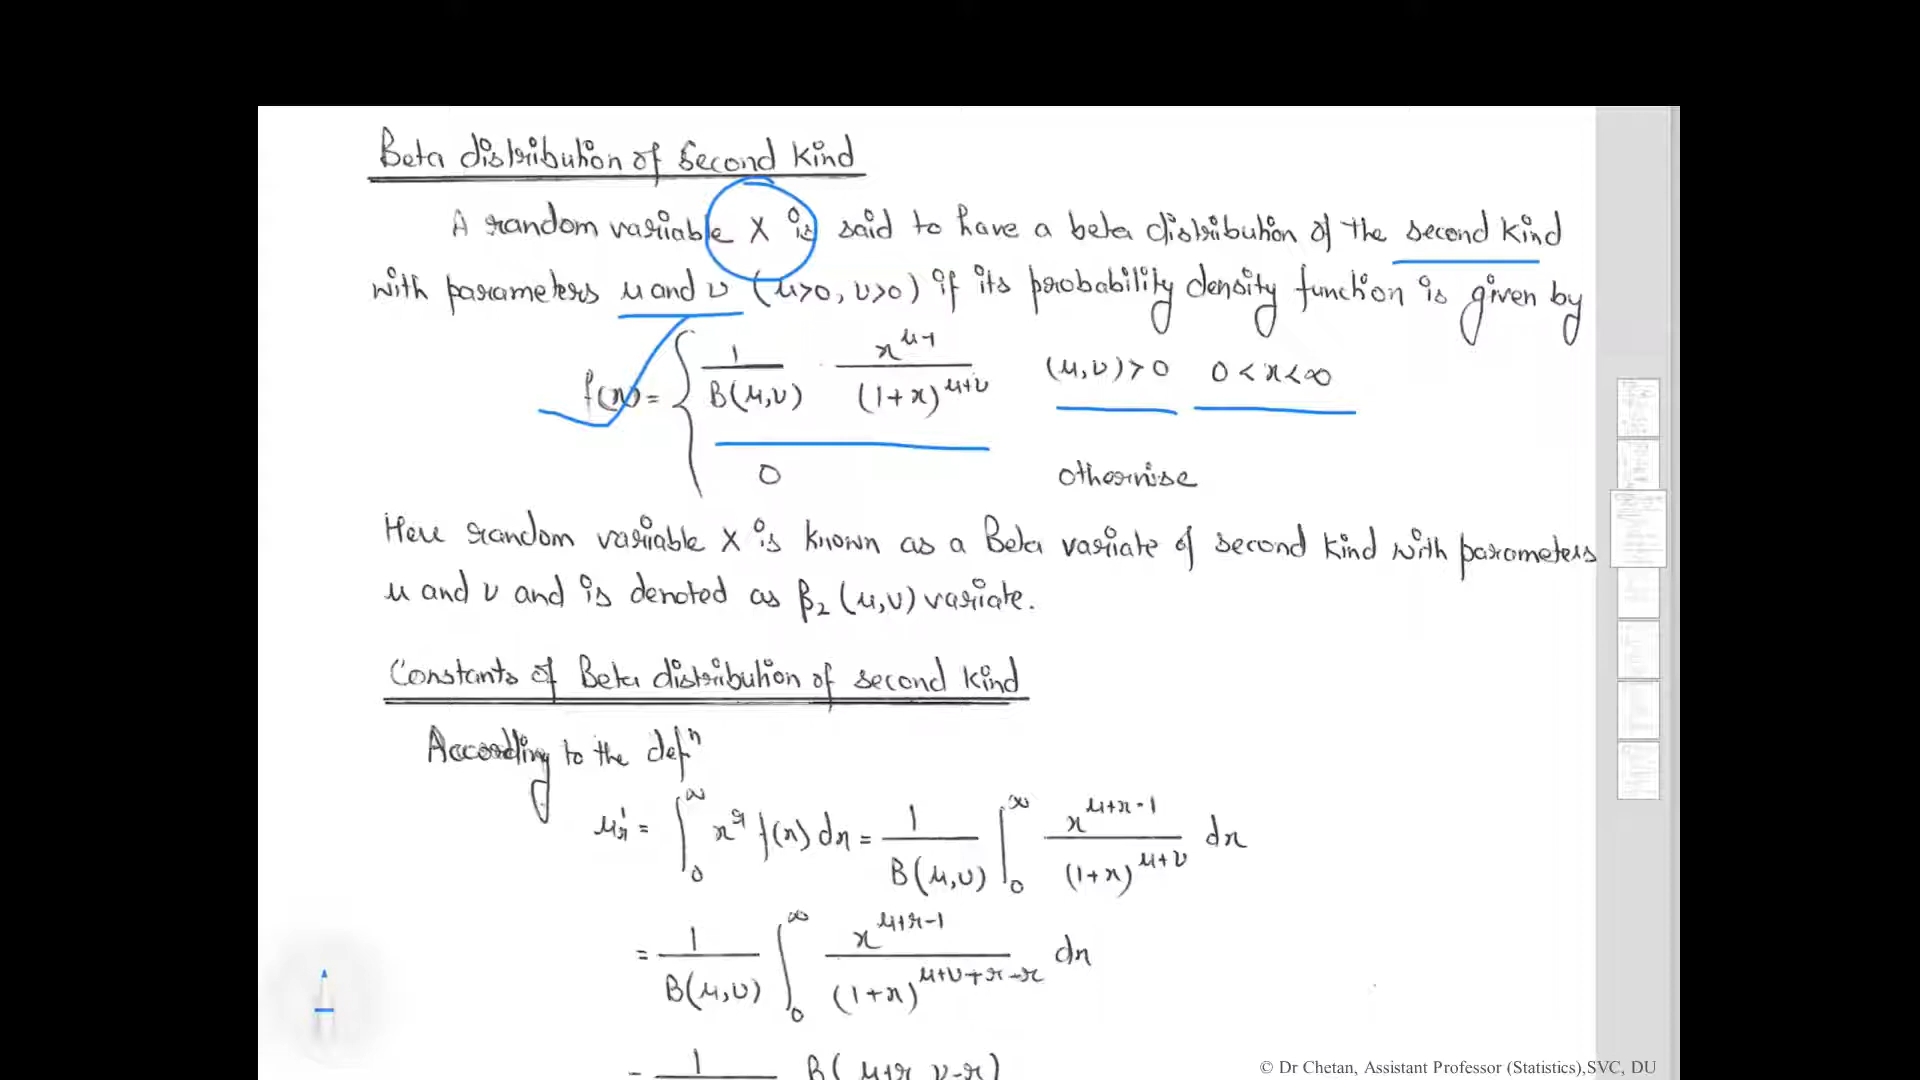 Beta distribution of Second Kind
A random variable X is said to have a beta distribution of the second kind
with parameters μ and ν (μ>0, ν>0) if its probability density function is given by
f(x) = { 1/B(μ,ν) · x^(μ-1)/(1+x)^(μ+ν) (μ,ν)>0 0<x<∞
0 otherwise
Here random variable X is known as a Beta variate of second kind with parameters
μ and ν and is denoted as β₂(μ,ν) variate.
Constants of Beta distribution of second kind
According to the defⁿ
μr' = ∫₀^∞ x^r f(x) dx = 1/B(μ,ν) ∫₀^∞ x^(μ+r-1)/(1+x)^(μ+ν) dx
= 1/B(μ,ν) ∫₀^∞ x^(μ+r-1)/(1+x)^(μ+ν+r-r) dx
= 1 B(μ+r, ν-r)
© Dr Chetan, Assistant Professor (Statistics),SVC, DU